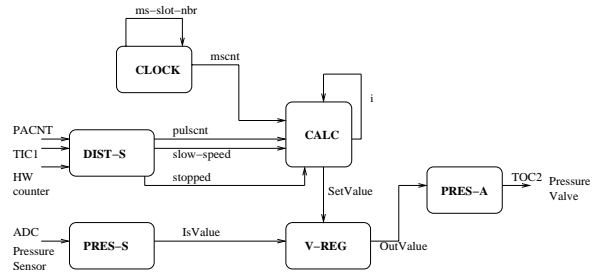 ms-slot-nbr
mscnt
CLOCK
i
PACNT
pulscnt
CALC
TIC1
DIST-S
slow-speed
HW
counter
stopped
TOC2
Pressure
Valve
SetValue
PRES-A
ADC
IsValue
Pressure
Sensor
PRES-S
V-REG
OutValue